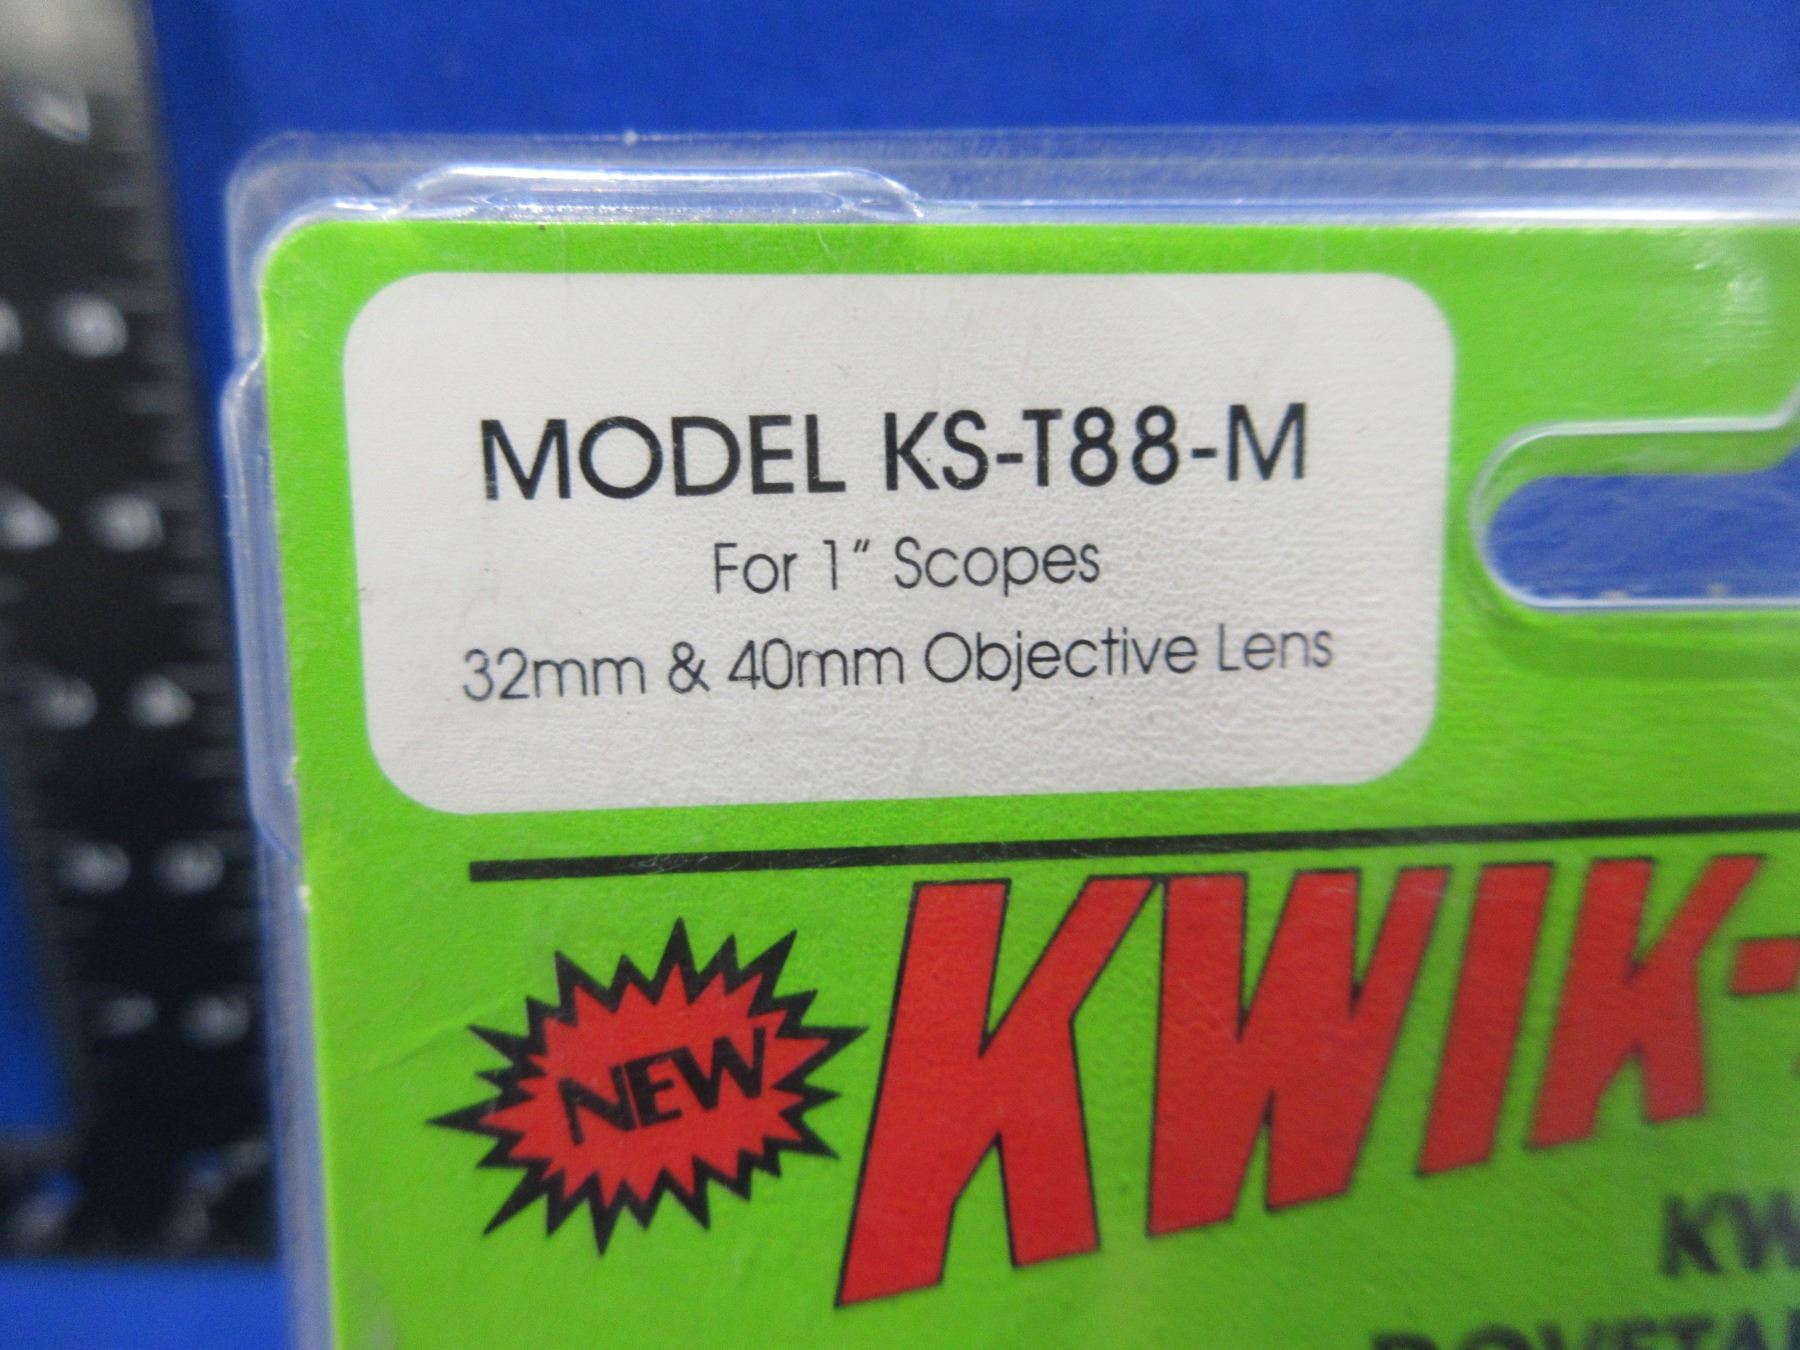 MODEL KS-T88-M
For 1" Scopes
32mm & 40mm Objective Lens
NEW
KWIK-